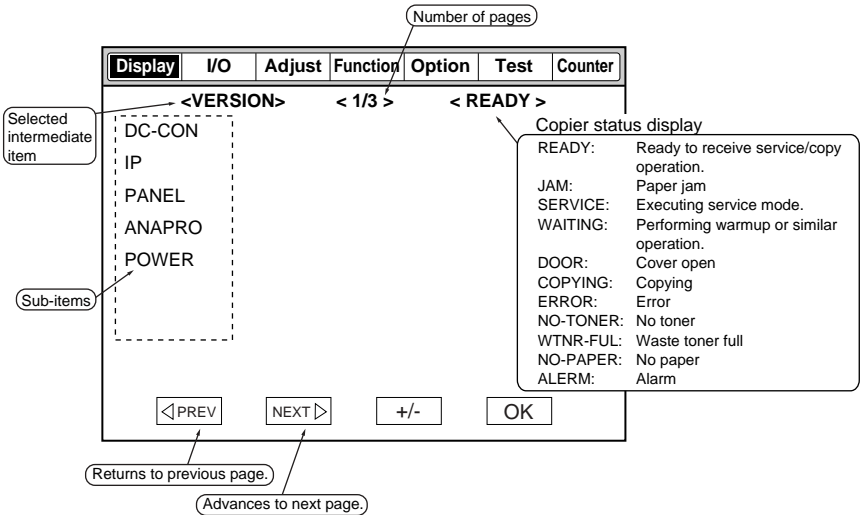 Number of pages
Display I/O Adjust Function Option Test Counter
<VERSION> < 1/3 > < READY >
Selected
intermediate
item
DC-CON
IP
PANEL
ANAPRO
POWER
Sub-items
Copier status display
READY: Ready to receive service/copy
operation.
JAM: Paper jam
SERVICE: Executing service mode.
WAITING: Performing warmup or similar
operation.
DOOR: Cover open
COPYING: Copying
ERROR: Error
NO-TONER: No toner
WTNR-FUL: Waste toner full
NO-PAPER: No paper
ALERM: Alarm
PREV NEXT +/- OK
Returns to previous page.
Advances to next page.